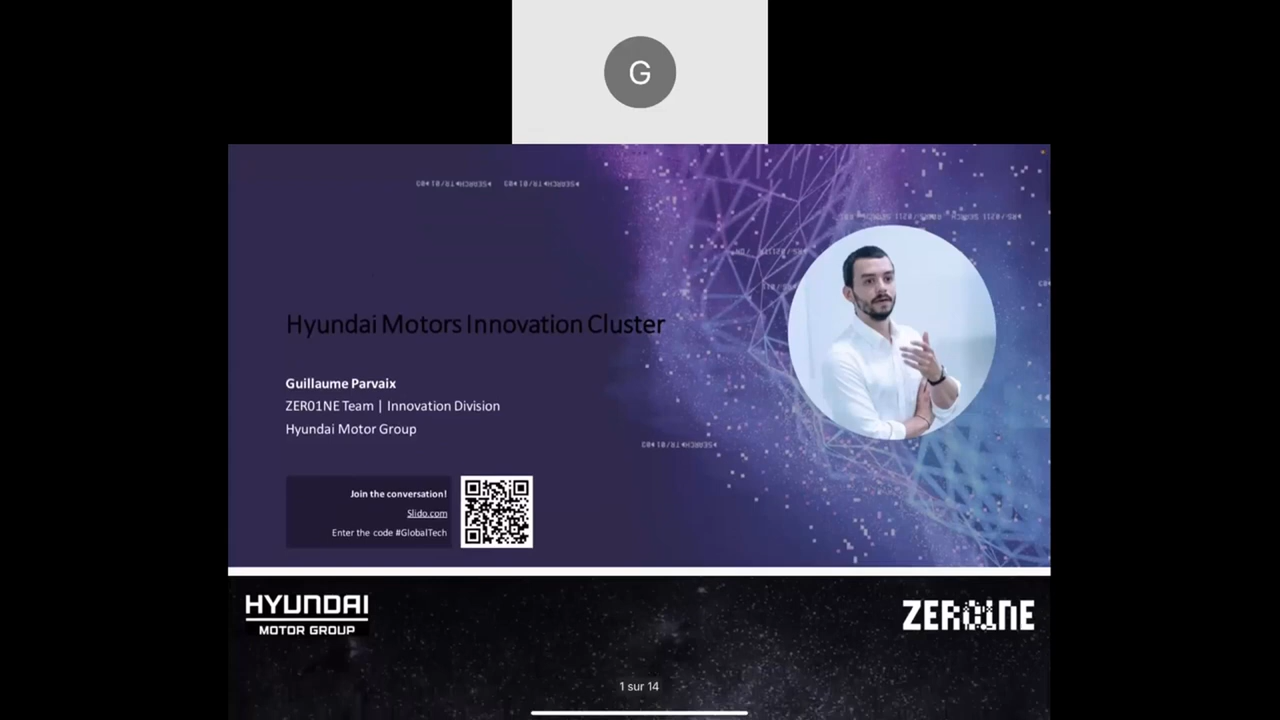 G
Hyundai Motors Innovation Cluster
Guillaume Parvaix
ZER01NE Team | Innovation Division
Hyundai Motor Group
Join the conversation!
Slido.com
Enter the code #GlobalTech
HYUNDAI
MOTOR GROUP
ZER01NE
1 sur 14